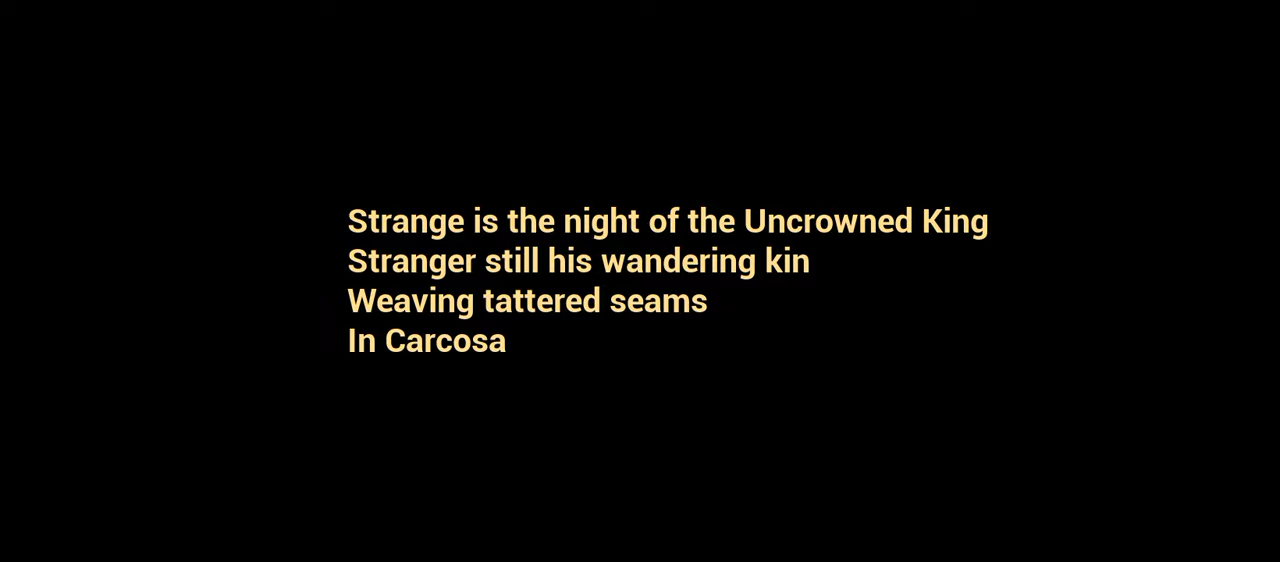 Strange is the night of the Uncrowned King
Stranger still his wandering kin
Weaving tattered seams
In Carcosa